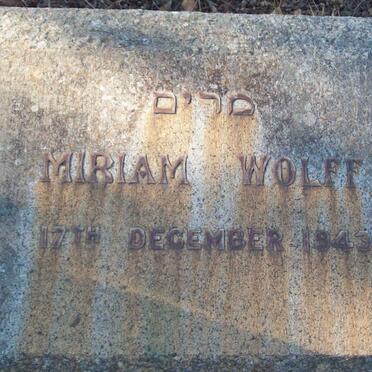 מרים
MIRIAM WOLFF
17TH DECEMBER 1943